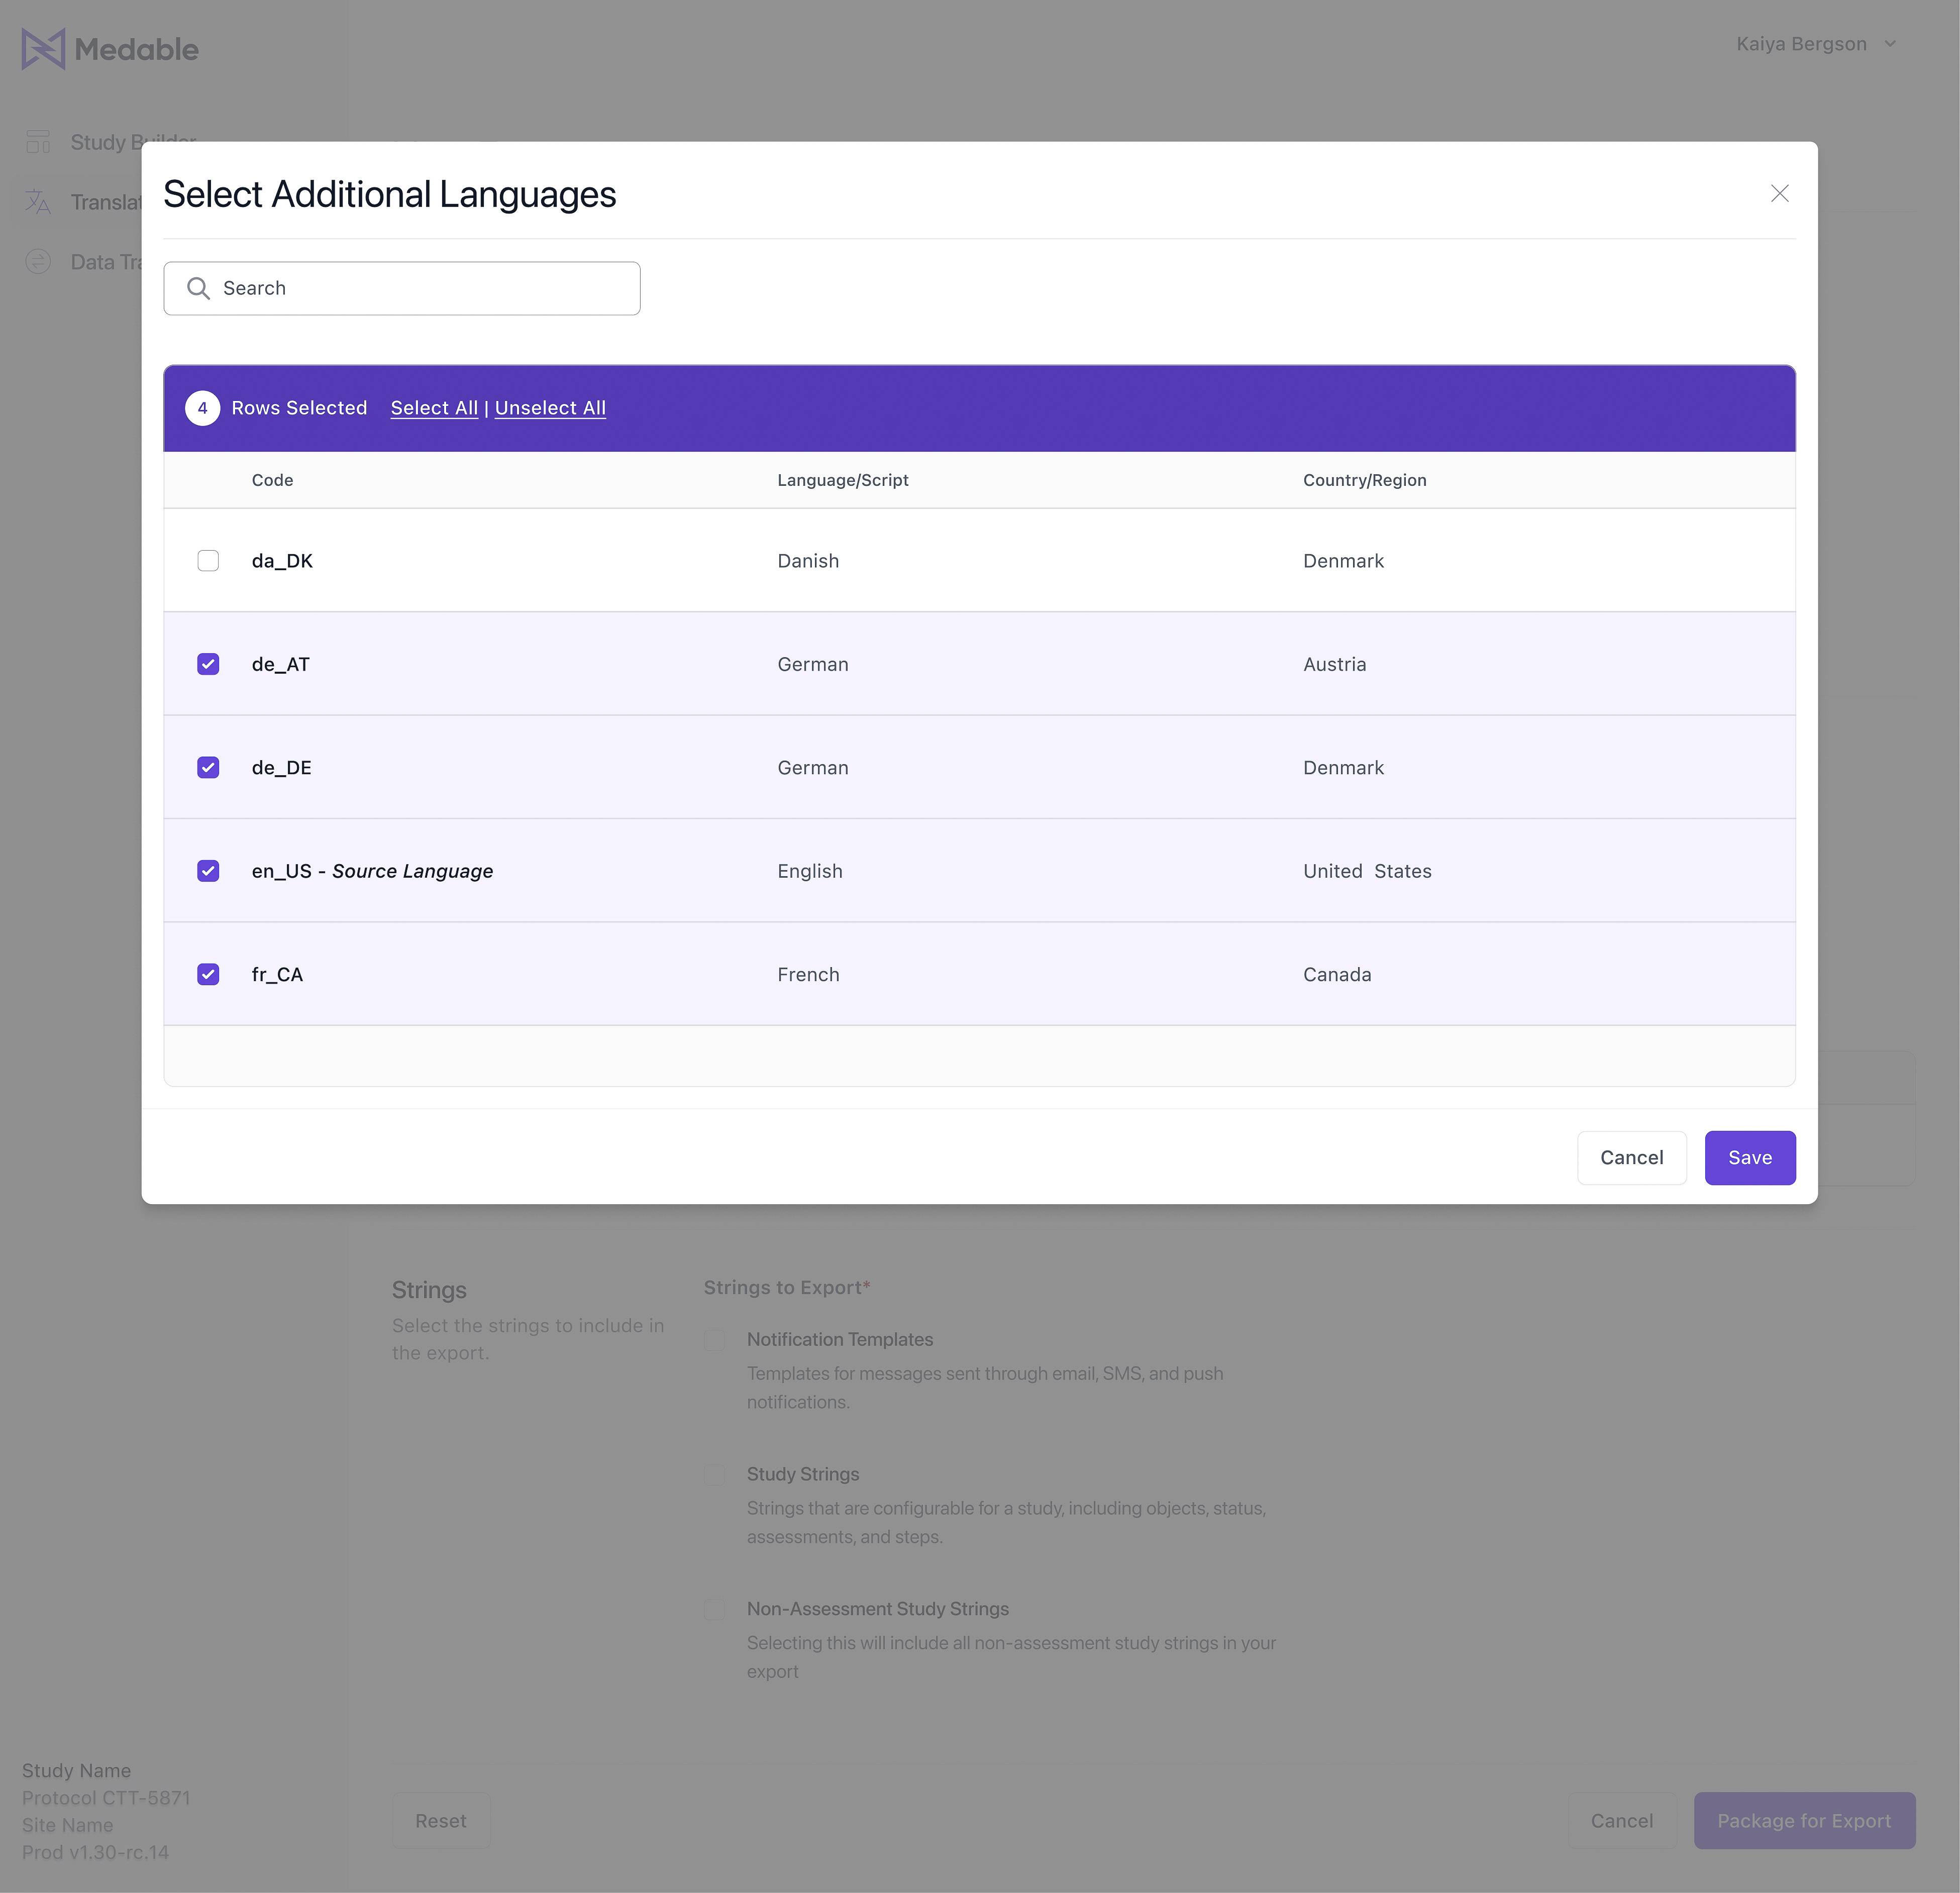 Medable
Kaiya Bergson
Study Builder
Translat
Data Tra
Select Additional Languages
Search
4 Rows Selected Select All | Unselect All
Code Language/Script Country/Region
da_DK Danish Denmark
de_AT German Austria
de_DE German Denmark
en_US - Source Language English United States
fr_CA French Canada
Cancel Save
Strings
Select the strings to include in
the export.
Strings to Export*
Notification Templates
Templates for messages sent through email, SMS, and push
notifications.
Study Strings
Strings that are configurable for a study, including objects, status,
assessments, and steps.
Non-Assessment Study Strings
Selecting this will include all non-assessment study strings in your
export
Study Name
Protocol CTT-5871
Site Name
Prod v1.30-rc.14
Reset Cancel Package for Export